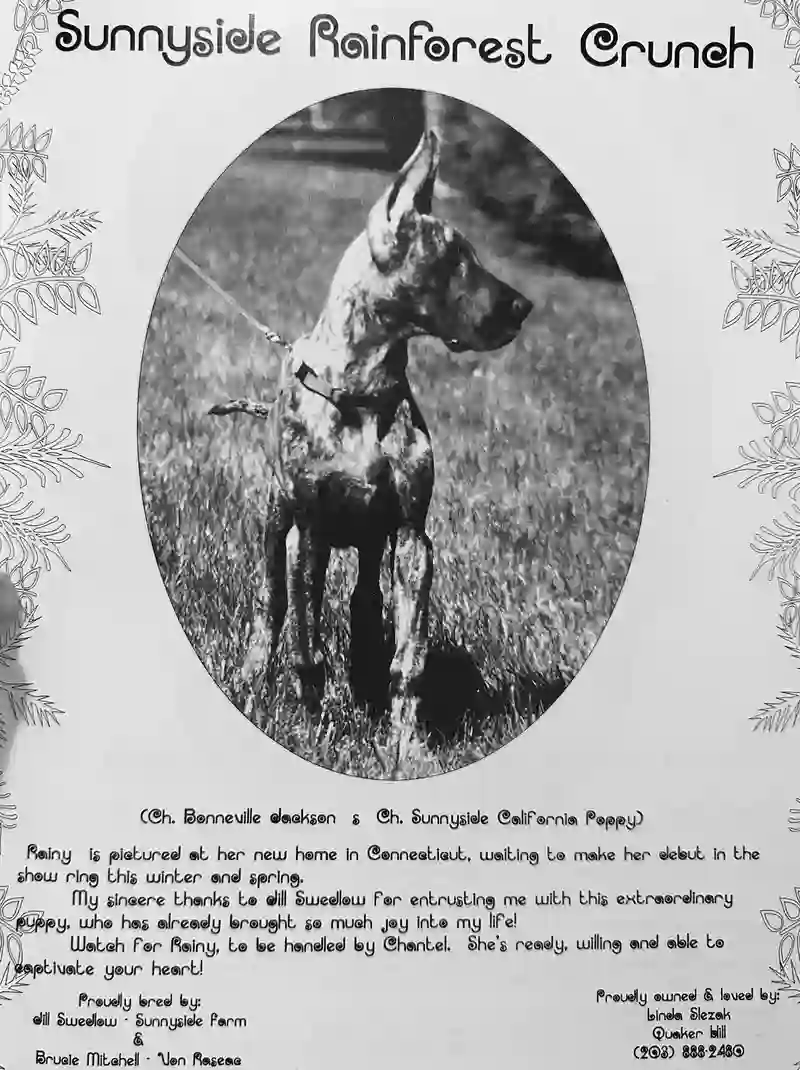 Sunnyside Rainforest Crunch
(Ch. Bonneville Jackson s Ch. Sunnyside California Poppy)
Rainy is pictured at her new home in Connecticut, waiting to make her debut in the
show ring this winter and spring.
My sincere thanks to Jill Swedlow for entrusting me with this extraordinary
puppy, who has already brought so much joy into my life!
Watch for Rainy, to be handled by Chantel. She's ready, willing and able to
captivate your heart!
Proudly bred by:
Jill Swedlow - Sunnyside Farm
&
Brucie Mitchell - Von Raseac
Proudly owned & loved by:
Linda Slezak
Quaker Hill
(203)